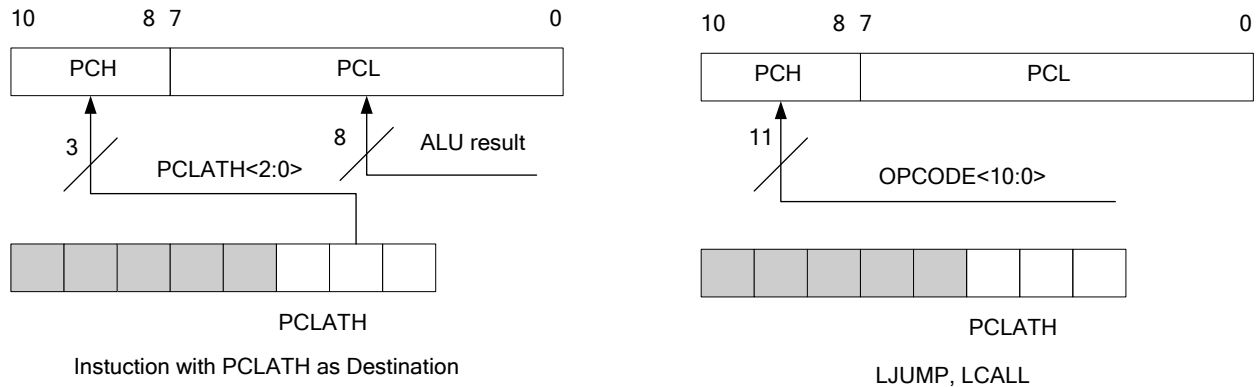 10 8 7 0
PCH PCL
3
8
ALU result
PCLATH<2:0>
PCLATH
Instuction with PCLATH as Destination
10 8 7 0
PCH PCL
11
OPCODE<10:0>
PCLATH
LJUMP, LCALL